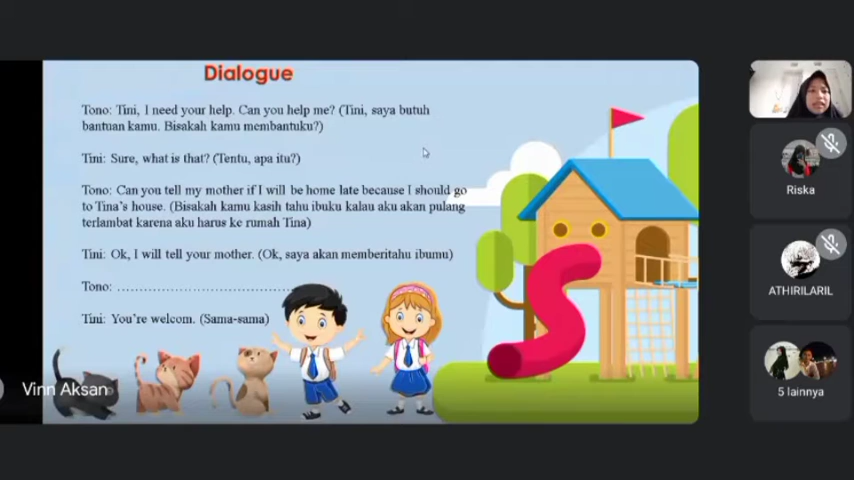 Dialogue
Tono: Tini, I need your help. Can you help me? (Tini, saya butuh
bantuan kamu. Bisakah kamu membantuku?)
Tini: Sure, what is that? (Tentu, apa itu?)
Tono: Can you tell my mother if I will be home late because I should go
to Tina's house. (Bisakah kamu kasih tahu ibuku kalau aku akan pulang
terlambat karena aku harus ke rumah Tina)
Tini: Ok, I will tell your mother. (Ok, saya akan memberitahu ibumu)
Tono: ........................................
Tini: You're welcom. (Sama-sama)
Vinn Aksan
Riska
ATHIRILARIL
5 lainnya